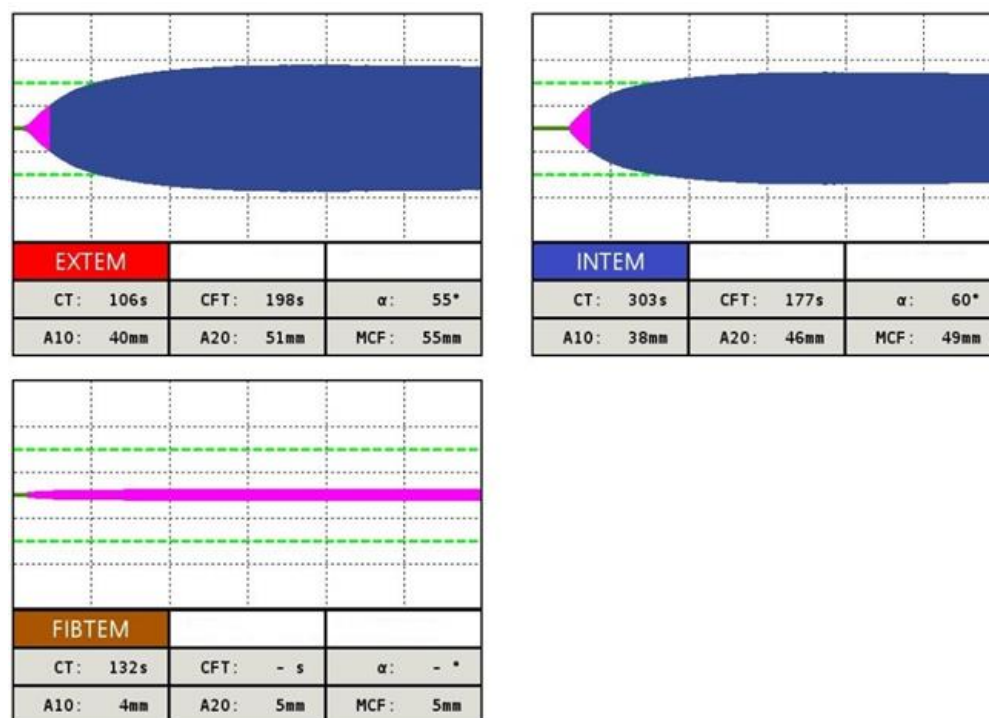 EXTEM
CT: 106s CFT: 198s α: 55°
A10: 40mm A20: 51mm MCF: 55mm
INTEM
CT: 303s CFT: 177s α: 60°
A10: 38mm A20: 46mm MCF: 49mm
FIBTEM
CT: 132s CFT: - s α: - °
A10: 4mm A20: 5mm MCF: 5mm